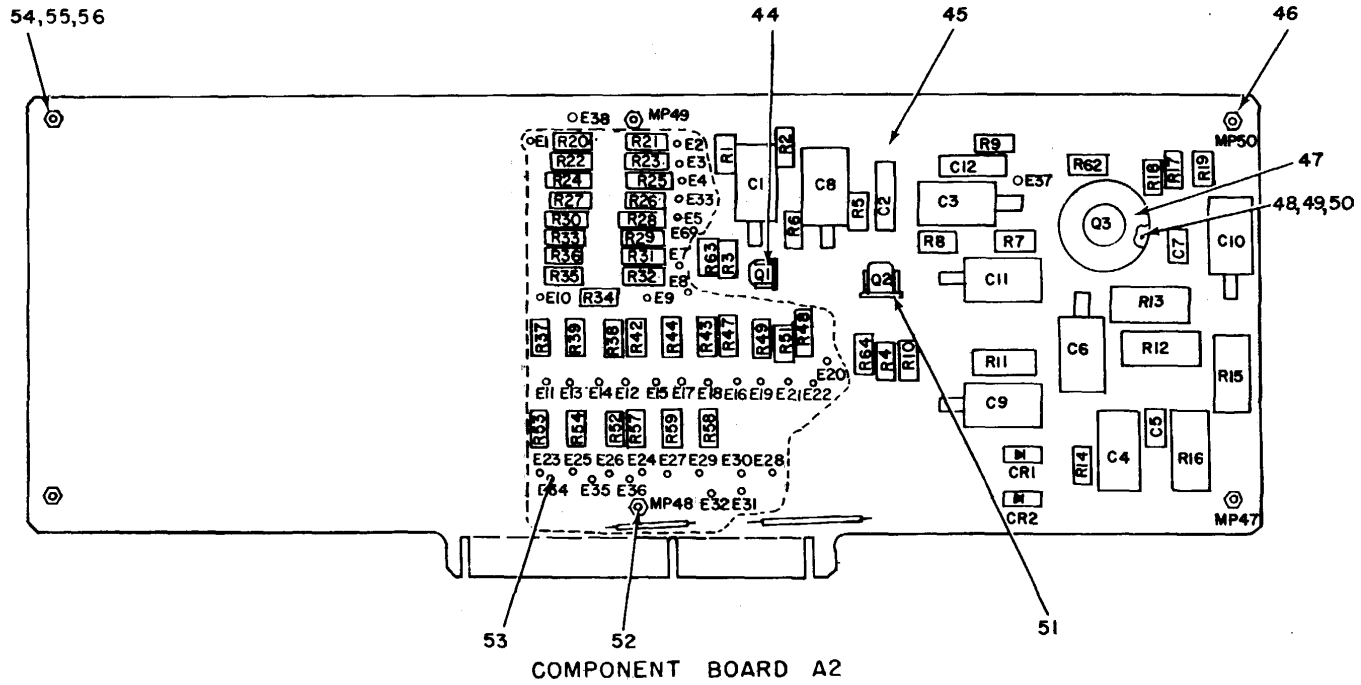 54,55,56
44
45
46
E38
MP49
MP50
E1
R20
R21
E2
R1
R2
R9
R22
R23
E3
C12
R62
R18
R17
R19
47
R24
R25
E4
C1
C8
E37
R27
R26
E33
R5
C2
C3
Q3
48,49,50
R30
R28
E5
R6
R33
R29
E6
R8
R7
C7
C10
R36
R31
E7
R63
R3
R35
R32
E8
Q1
Q2
C11
E10
R34
E9
R13
R37
R39
R38
R42
R44
R43
R47
R49
R51
R48
R64
R4
R10
R11
C6
R12
R15
E20
E11
E13
E14
E12
E15
E17
E18
E16
E19
E21
E22
C9
R53
R54
R52
R57
R59
R58
C5
C4
R16
R14
CR1
E23
E25
E26
E24
E27
E29
E30
E28
E34
E35
E36
E32
E31
CR2
MP48
MP47
53
52
51
COMPONENT BOARD A2